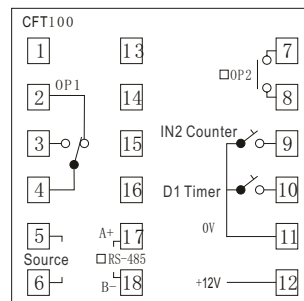 CFT100
1 13 7
2 OP1 14 OP2 8
3 15 IN2 Counter 9
4 16 D1 Timer 10
5 A+ 17 0V 11
Source RS-485
6 B- 18 +12V 12